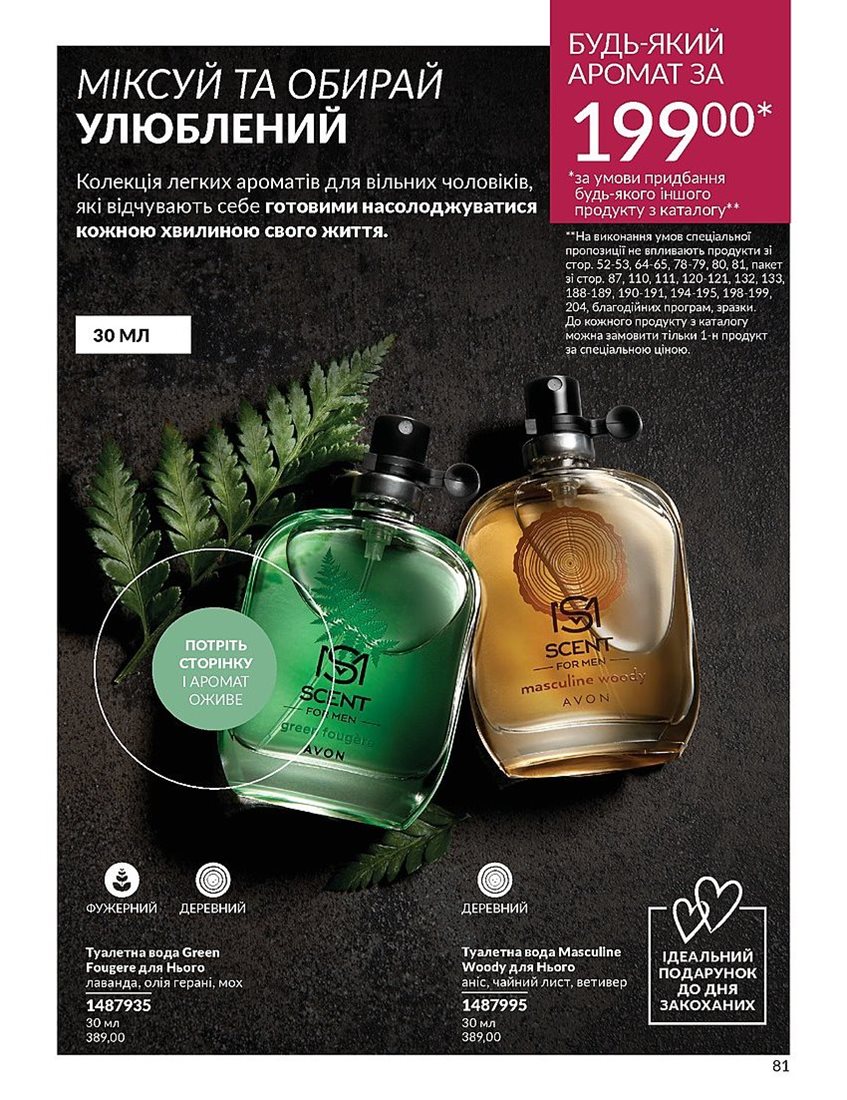 МІКСУЙ ТА ОБИРАЙ
УЛЮБЛЕНИЙ
Колекція легких ароматів для вільних чоловіків,
які відчувають себе готовими насолоджуватися
кожною хвилиною свого життя.
30 МЛ
БУДЬ-ЯКИЙ
АРОМАТ ЗА
19900*
*за умови придбання
будь-якого іншого
продукту з каталогу**
**На виконання умов спеціальної
пропозиції не впливають продукти зі
стор. 52-53, 64-65, 78-79, 80, 81, пакет
зі стор. 87, 110, 111, 120-121, 132, 133,
188-189, 190-191, 194-195, 198-199,
204, благодійних програм, зразки.
До кожного продукту з каталогу
можна замовити тільки 1-н продукт
за спеціальною ціною.
ПОТРІТЬ
СТОРІНКУ
І АРОМАТ
ОЖИВЕ
SCENT
FOR MEN
green fougère
AVON
SCENT
FOR MEN
masculine woody
AVON
ФУЖЕРНИЙ
ДЕРЕВНИЙ
Туалетна вода Green
Fougere для Нього
лаванда, олія герані, мох
1487935
30 мл
389,00
ДЕРЕВНИЙ
Туалетна вода Masculine
Woody для Нього
аніс, чайний лист, ветивер
1487995
30 мл
389,00
ІДЕАЛЬНИЙ
ПОДАРУНОК
ДО ДНЯ
ЗАКОХАНИХ
81